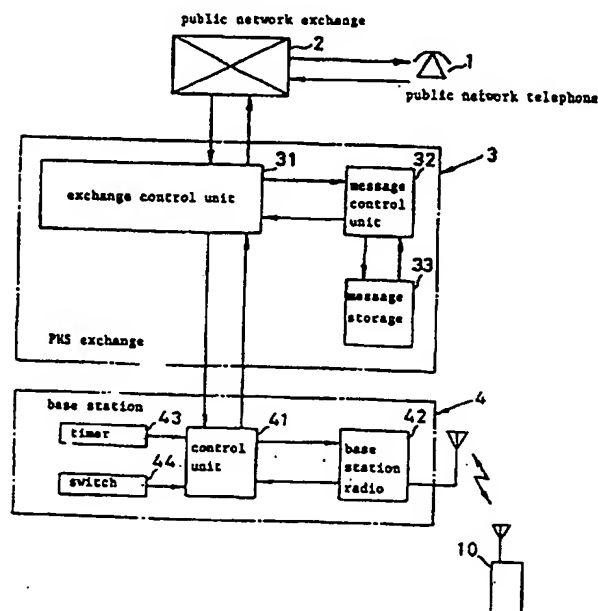 public network exchange
2
1
public network telephone
31
32
3
exchange control unit
message
control
unit
33
message
storage
PHS exchange
base station
43
41
42
4
timer
control
unit
base
station
radio
44
switch
10